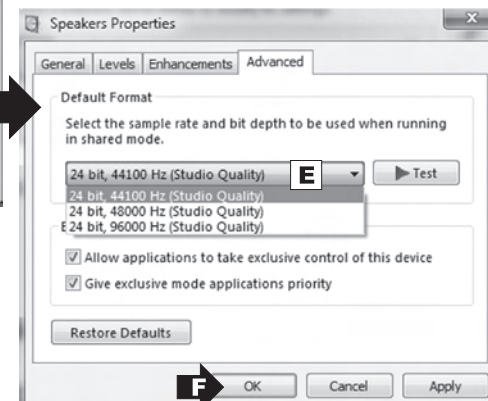 Speakers Properties
General Levels Enhancements Advanced
Default Format
Select the sample rate and bit depth to be used when running
in shared mode.
24 bit, 44100 Hz (Studio Quality) E Test
24 bit, 44100 Hz (Studio Quality)
24 bit, 48000 Hz (Studio Quality)
24 bit, 96000 Hz (Studio Quality)
Allow applications to take exclusive control of this device
Give exclusive mode applications priority
Restore Defaults
F OK Cancel Apply